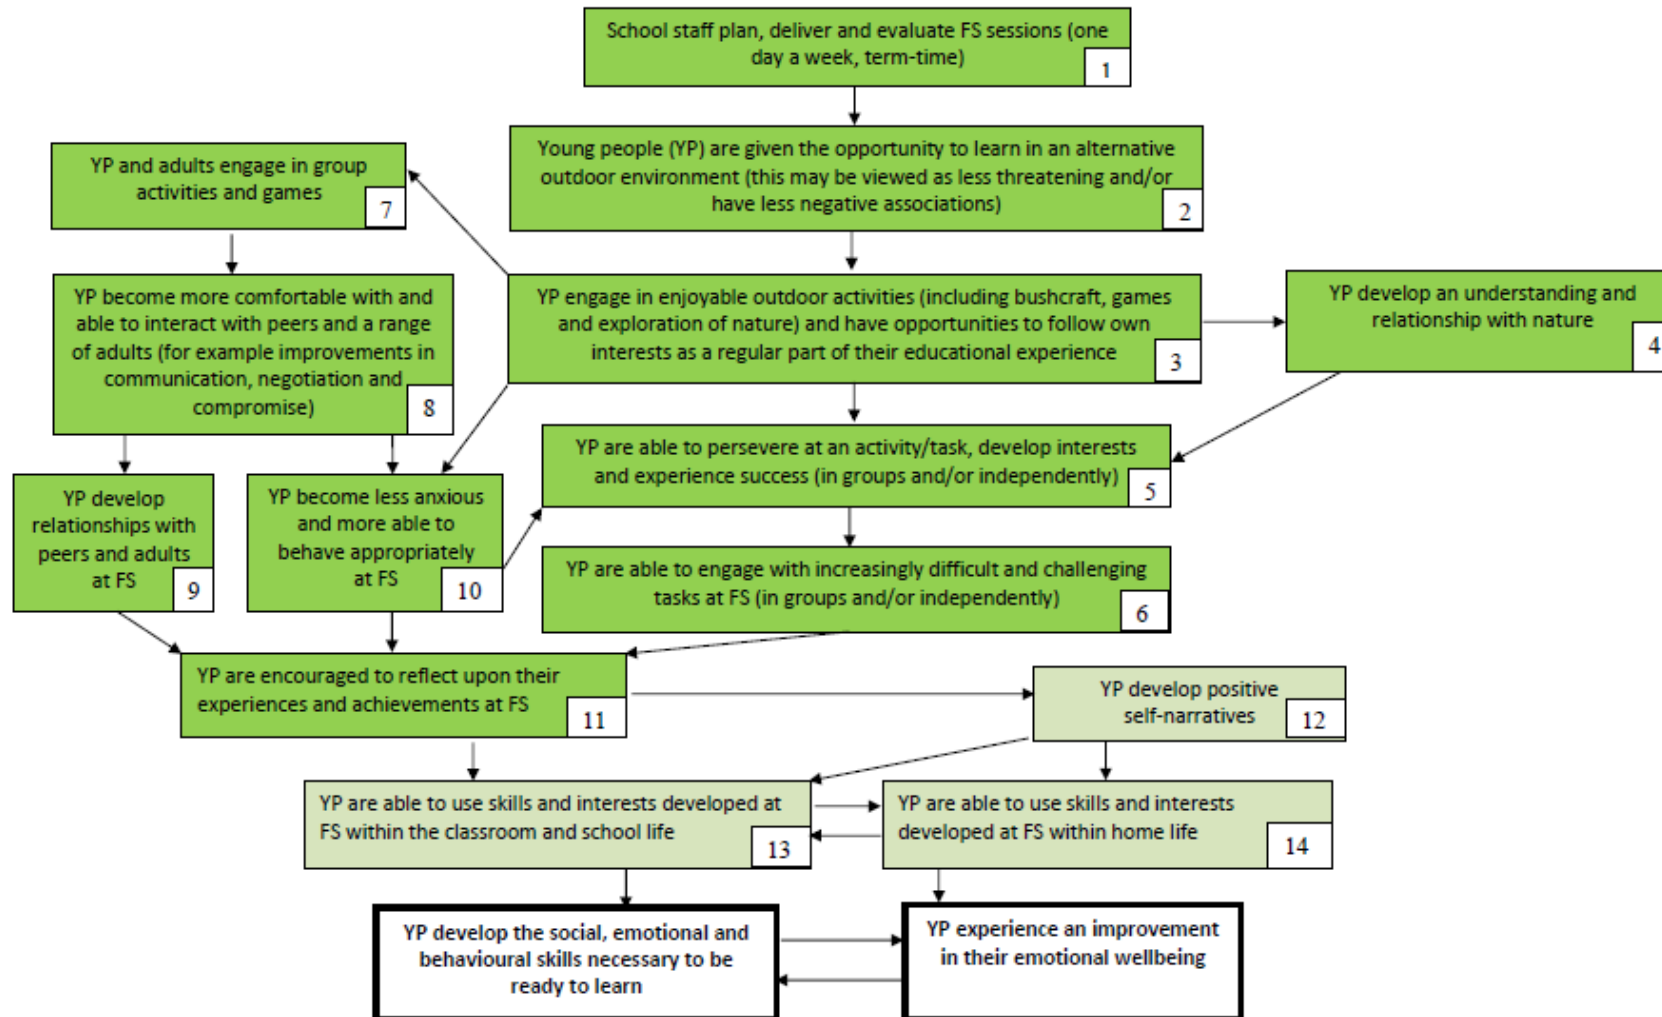 School staff plan, deliver and evaluate FS sessions (one
day a week, term-time)
1
Young people (YP) are given the opportunity to learn in an alternative
outdoor environment (this may be viewed as less threatening and/or
have less negative associations)
2
YP and adults engage in group
activities and games
7
YP become more comfortable with and
able to interact with peers and a range
of adults (for example improvements in
communication, negotiation and
compromise)
8
YP engage in enjoyable outdoor activities (including bushcraft, games
and exploration of nature) and have opportunities to follow own
interests as a regular part of their educational experience
3
YP develop an understanding and
relationship with nature
4
YP are able to persevere at an activity/task, develop interests
and experience success (in groups and/or independently)
5
YP develop
relationships with
peers and adults
at FS
9
YP become less anxious
and more able to
behave appropriately
at FS
10
YP are able to engage with increasingly difficult and challenging
tasks at FS (in groups and/or independently)
6
YP are encouraged to reflect upon their
experiences and achievements at FS
11
YP develop positive
self-narratives
12
YP are able to use skills and interests developed at
FS within the classroom and school life
13
YP are able to use skills and interests
developed at FS within home life
14
YP develop the social, emotional and
behavioural skills necessary to be
ready to learn
YP experience an improvement
in their emotional wellbeing